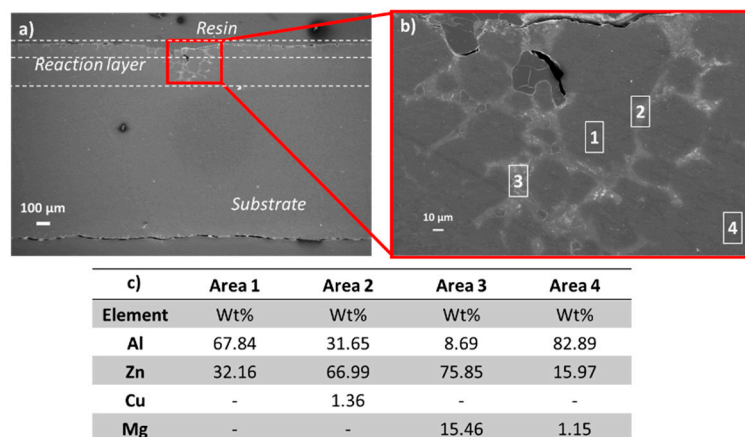 a)
Resin
Reaction layer
Substrate
100 µm
b)
1
2
3
4
10 µm
c) Area 1 Area 2 Area 3 Area 4
Element Wt% Wt% Wt% Wt%
Al 67.84 31.65 8.69 82.89
Zn 32.16 66.99 75.85 15.97
Cu - 1.36 - -
Mg - - 15.46 1.15